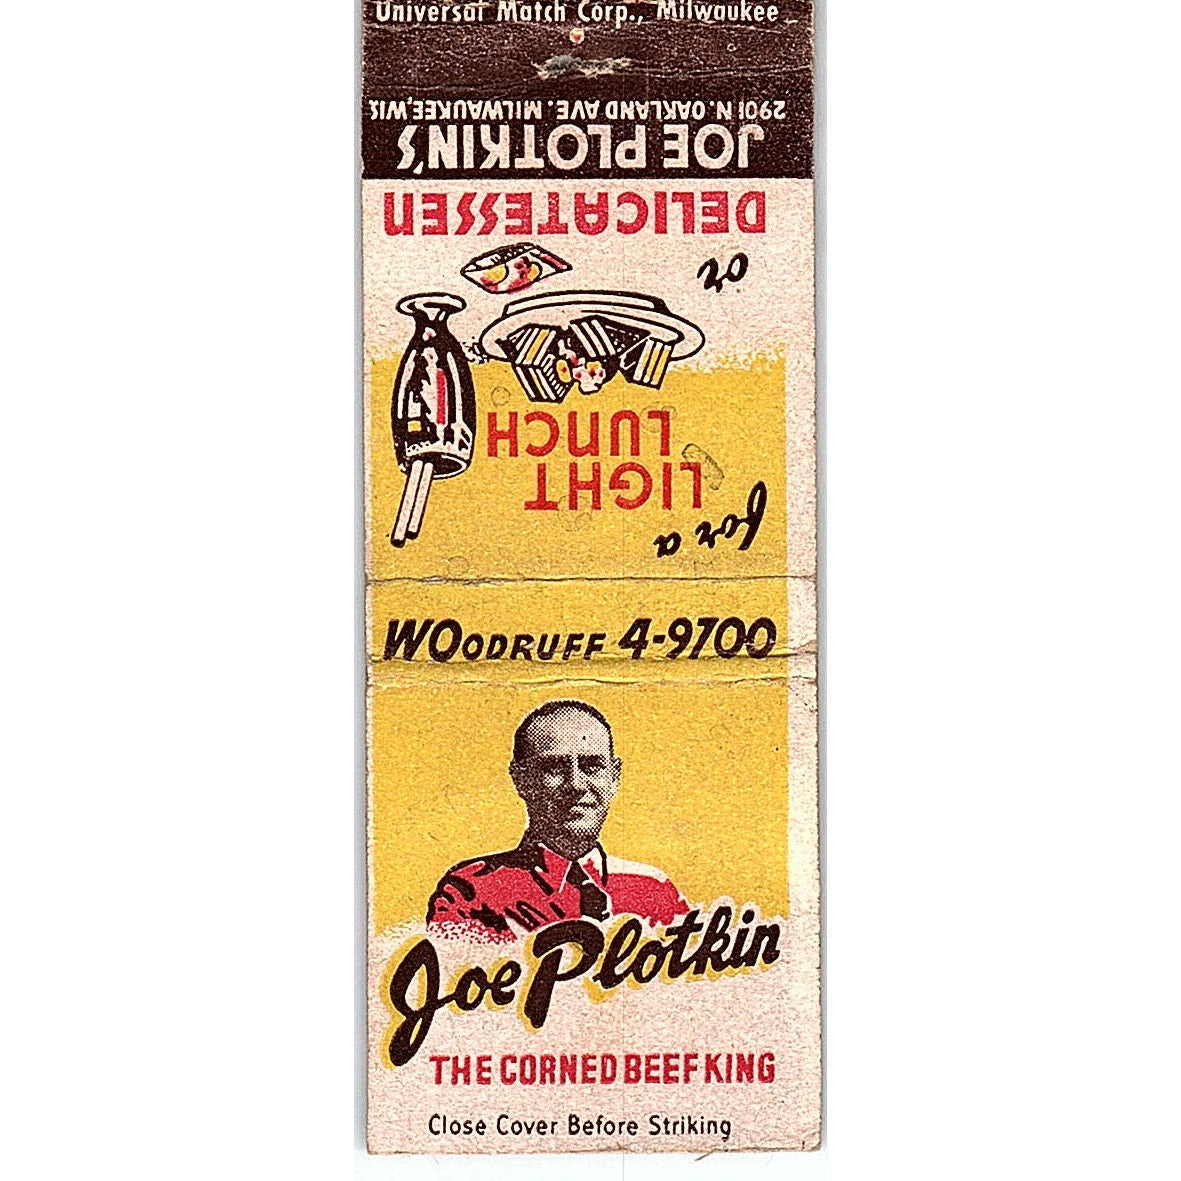 Universal Match Corp., Milwaukee
for a
LIGHT
LUNCH
or
DELICATESSEN
JOE PLOTKIN'S
2901 N. OAKLAND AVE. MILWAUKEE, WIS.
WOODRUFF 4-9700
Joe Plotkin
THE CORNED BEEF KING
Close Cover Before Striking